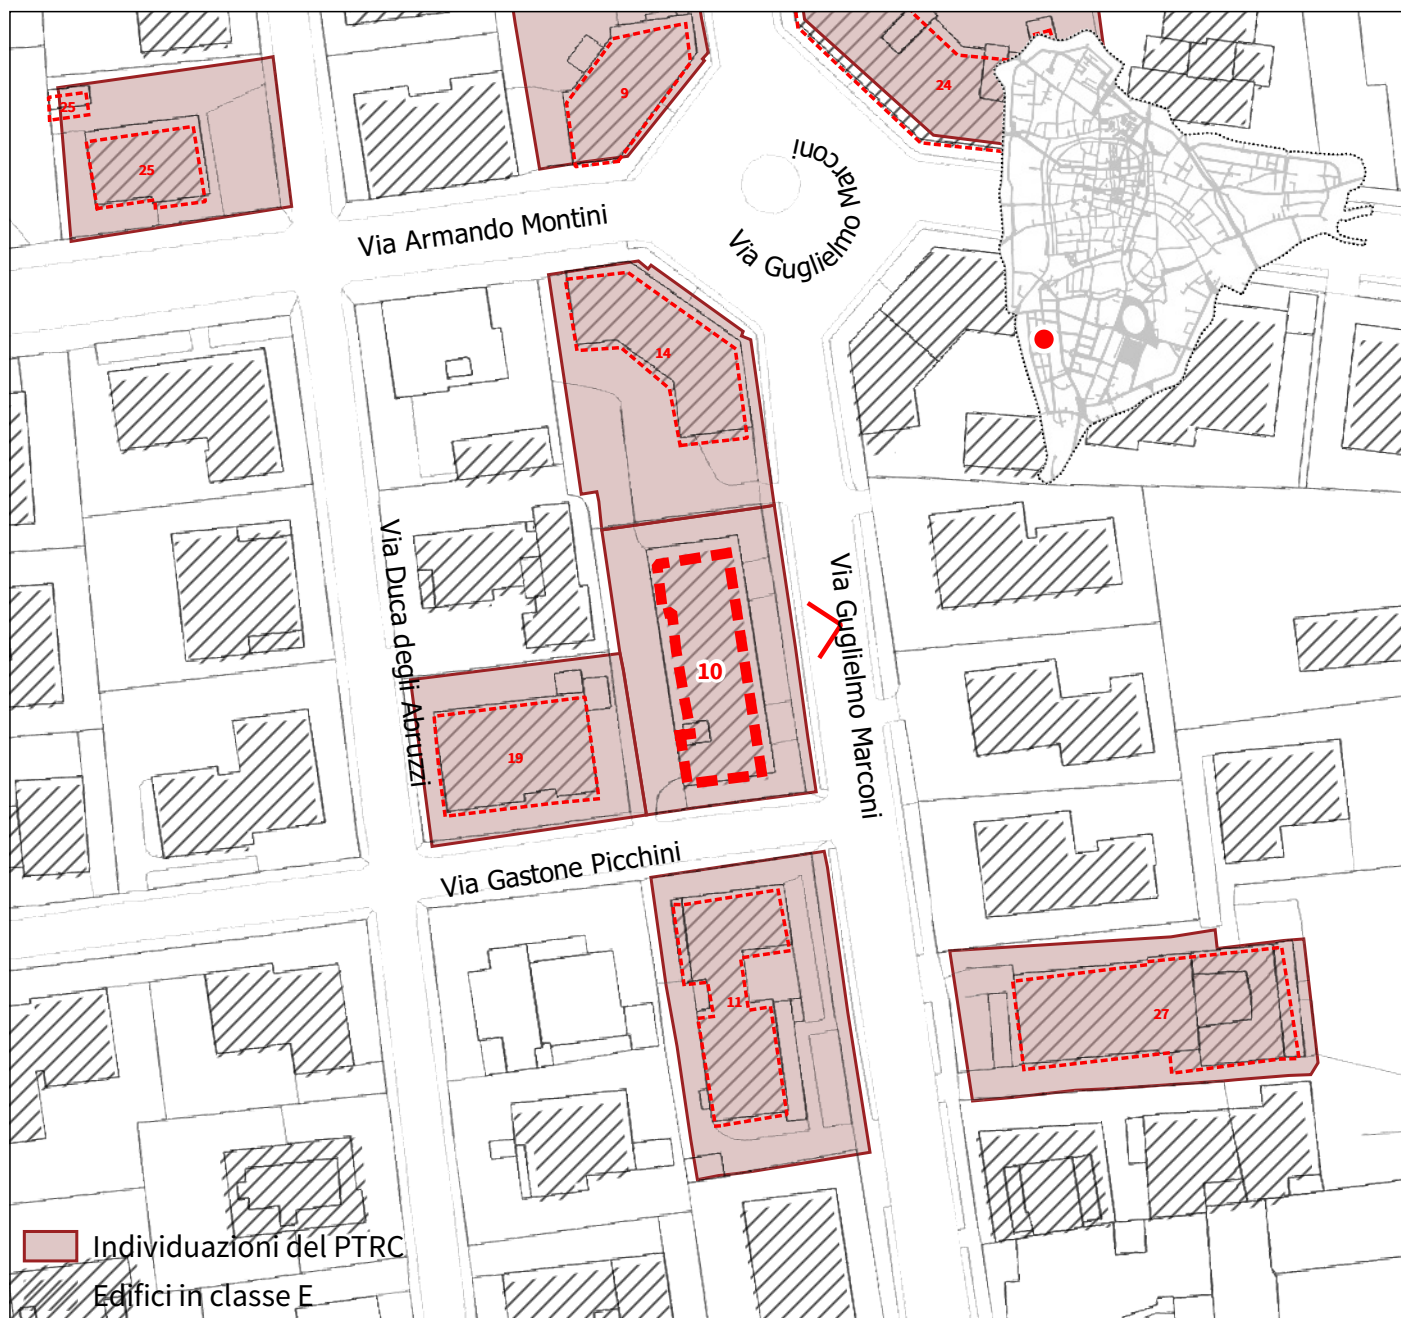 9
24
25
25
Via Guglielmo Marconi
Via Armando Montini
14
Via Duca degli Abruzzi
Via Guglielmo Marconi
10
19
Via Gastone Picchini
11
27
Individuazioni del PTRC
Edifici in classe E